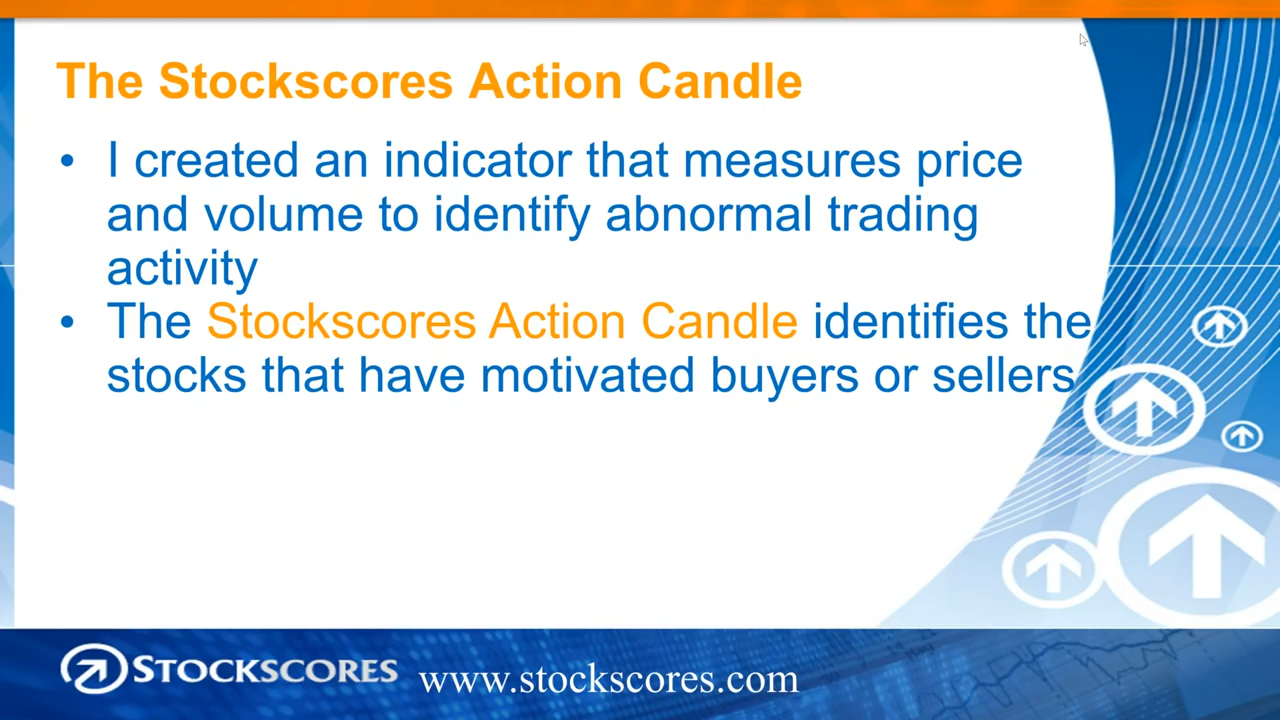 The Stockscores Action Candle
• I created an indicator that measures price
and volume to identify abnormal trading
activity
• The Stockscores Action Candle identifies the
stocks that have motivated buyers or sellers
STOCKSCORES www.stockscores.com